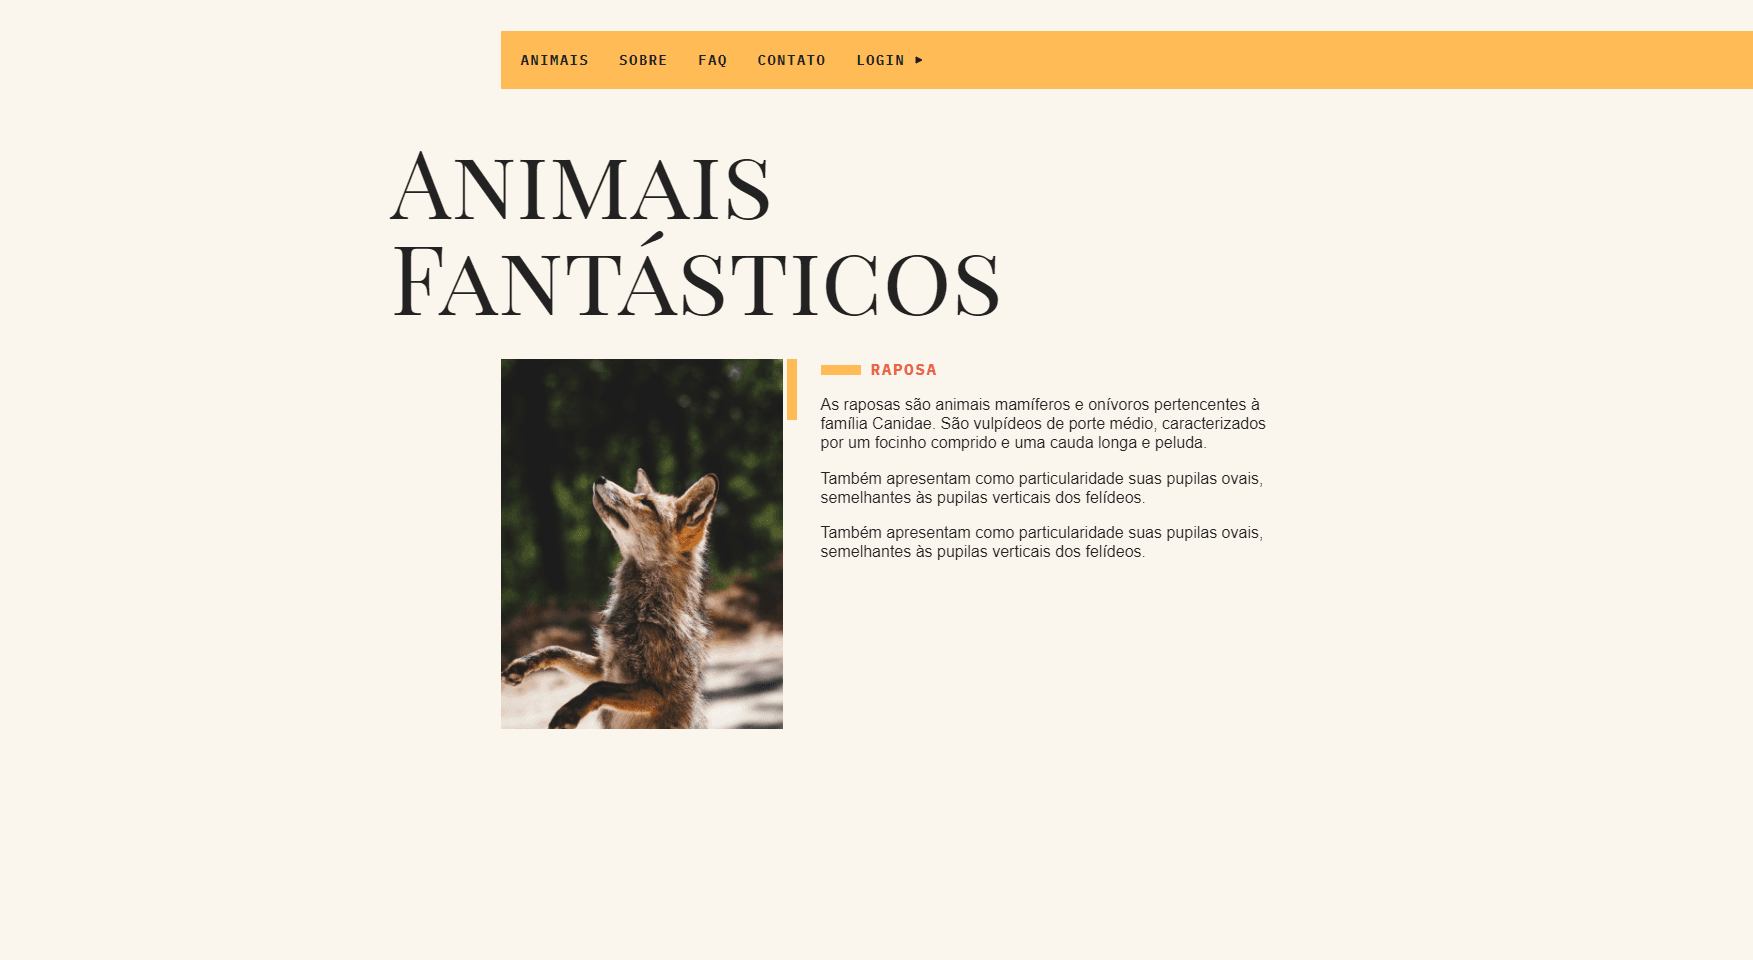 ANIMAIS SOBRE FAQ CONTATO LOGIN ▸
Animais
Fantásticos
RAPOSA
As raposas são animais mamíferos e onívoros pertencentes à
família Canidae. São vulpídeos de porte médio, caracterizados
por um focinho comprido e uma cauda longa e peluda.
Também apresentam como particularidade suas pupilas ovais,
semelhantes às pupilas verticais dos felídeos.
Também apresentam como particularidade suas pupilas ovais,
semelhantes às pupilas verticais dos felídeos.